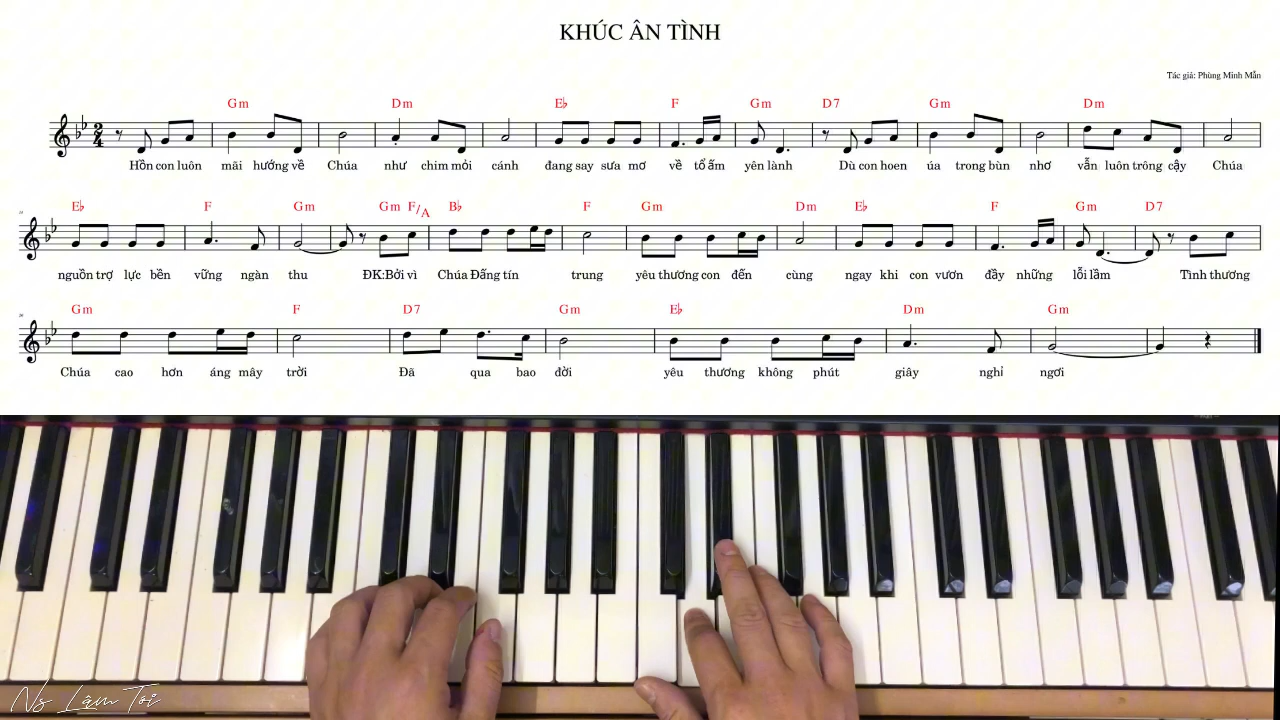 KHÚC ÂN TÌNH
Tác giả: Phùng Minh Mẫn
Gm Dm E♭ F Gm D7 Gm Dm
Hồn con luôn mãi hướng về Chúa như chim mỏi cánh đang say sưa mơ về tổ ấm yên lành Dù con hoen úa trong bùn nhơ vẫn luôn trông cậy Chúa
E♭ F Gm Gm F/A B♭ F Gm Dm E♭ F Gm D7
nguồn trợ lực bền vững ngàn thu ĐK:Bởi vì Chúa Đấng tín trung yêu thương con đến cùng ngay khi con vươn đầy những lỗi lầm Tình thương
Gm F D7 Gm E♭ Dm Gm
Chúa cao hơn áng mây trời Đã qua bao đời yêu thương không phút giây nghỉ ngơi
Ns Lâm Tới